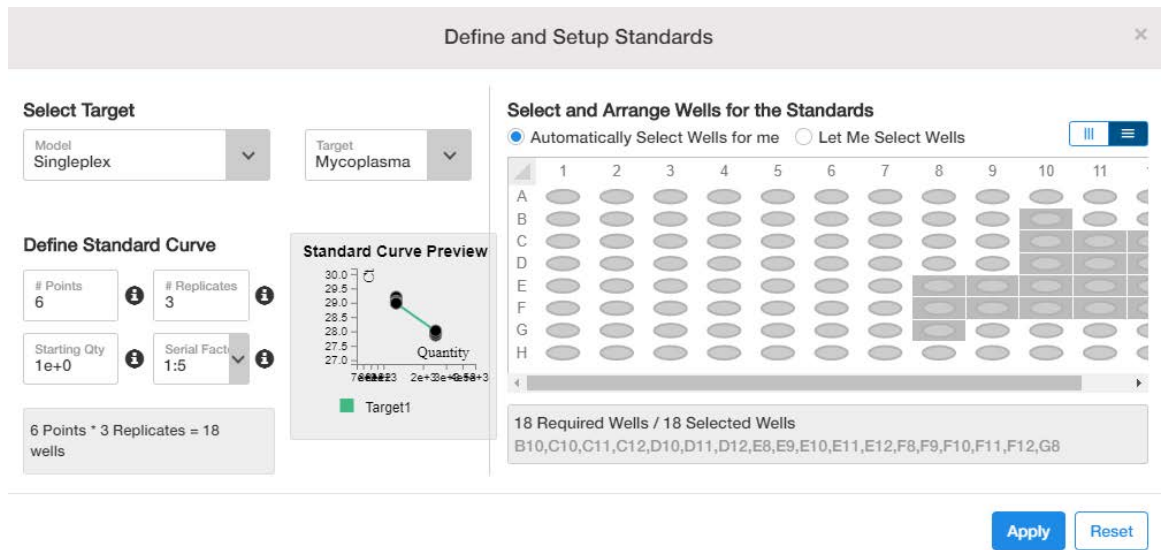 Define and Setup Standards
×
Select Target
Model
Singleplex
Target
Mycoplasma
Define Standard Curve
# Points
6
# Replicates
3
Starting Qty
1e+0
Serial Fact
1:5
6 Points * 3 Replicates = 18
wells
Standard Curve Preview
30.0
29.5
29.0
28.5
28.0
27.5
27.0
Ct
Quantity
2e+3
Target1
Select and Arrange Wells for the Standards
Automatically Select Wells for me
Let Me Select Wells
1 2 3 4 5 6 7 8 9 10 11
A
B
C
D
E
F
G
H
18 Required Wells / 18 Selected Wells
B10,C10,C11,C12,D10,D11,D12,E8,E9,E10,E11,E12,F8,F9,F10,F11,F12,G8
Apply
Reset